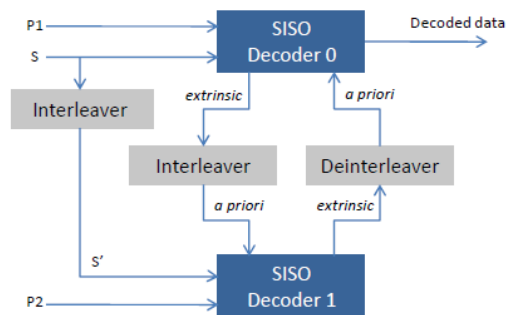 P1
SISO
Decoder 0
Decoded data
S
extrinsic
a priori
Interleaver
Interleaver
Deinterleaver
a priori
extrinsic
S'
SISO
Decoder 1
P2